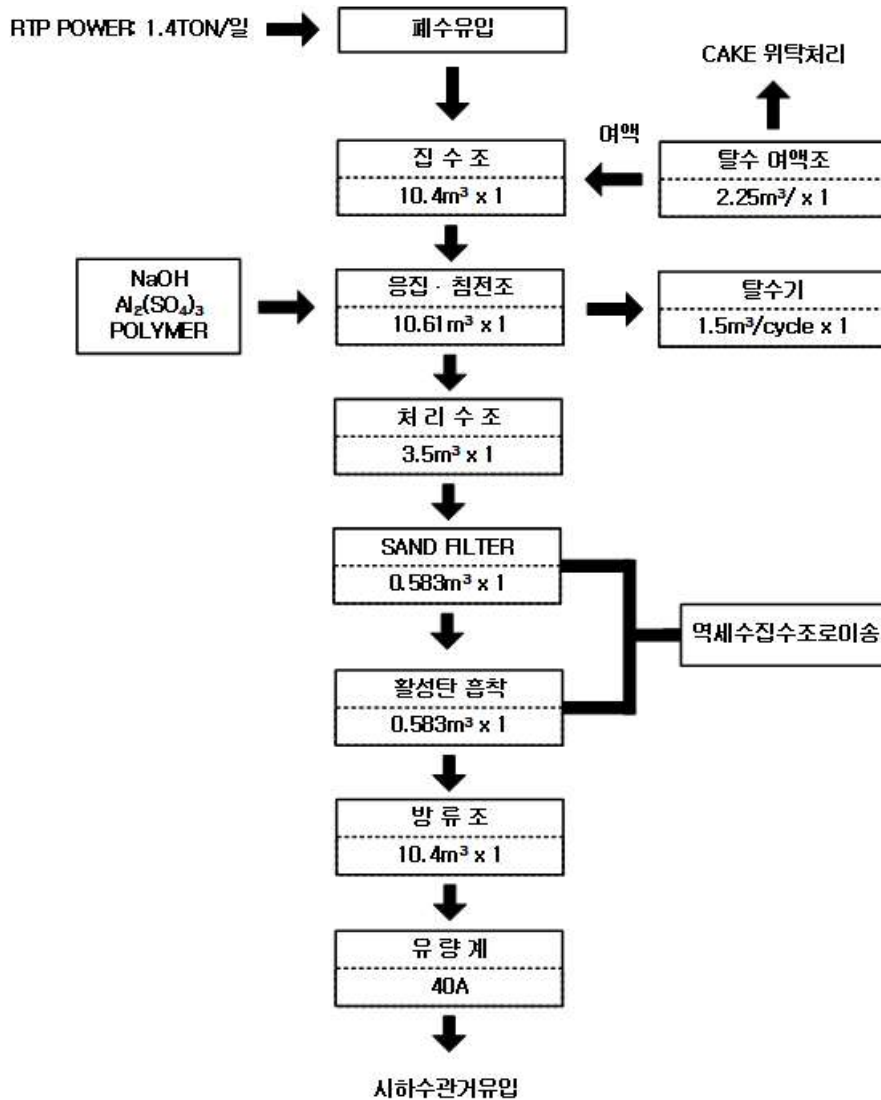 RTP POWER: 1.4TON/일
폐수유입
CAKE 위탁처리
여액
집 수 조
10.4m³ x 1
탈수 여액조
2.25m³/ x 1
NaOH
Al₂(SO₄)₃
POLYMER
응집 · 침전조
10.61m³ x 1
탈수기
1.5m³/cycle x 1
처 리 수 조
3.5m³ x 1
SAND FILTER
0.583m³ x 1
역세수집수조로이송
활성탄 흡착
0.583m³ x 1
방 류 조
10.4m³ x 1
유 량 계
40A
시하수관거유입